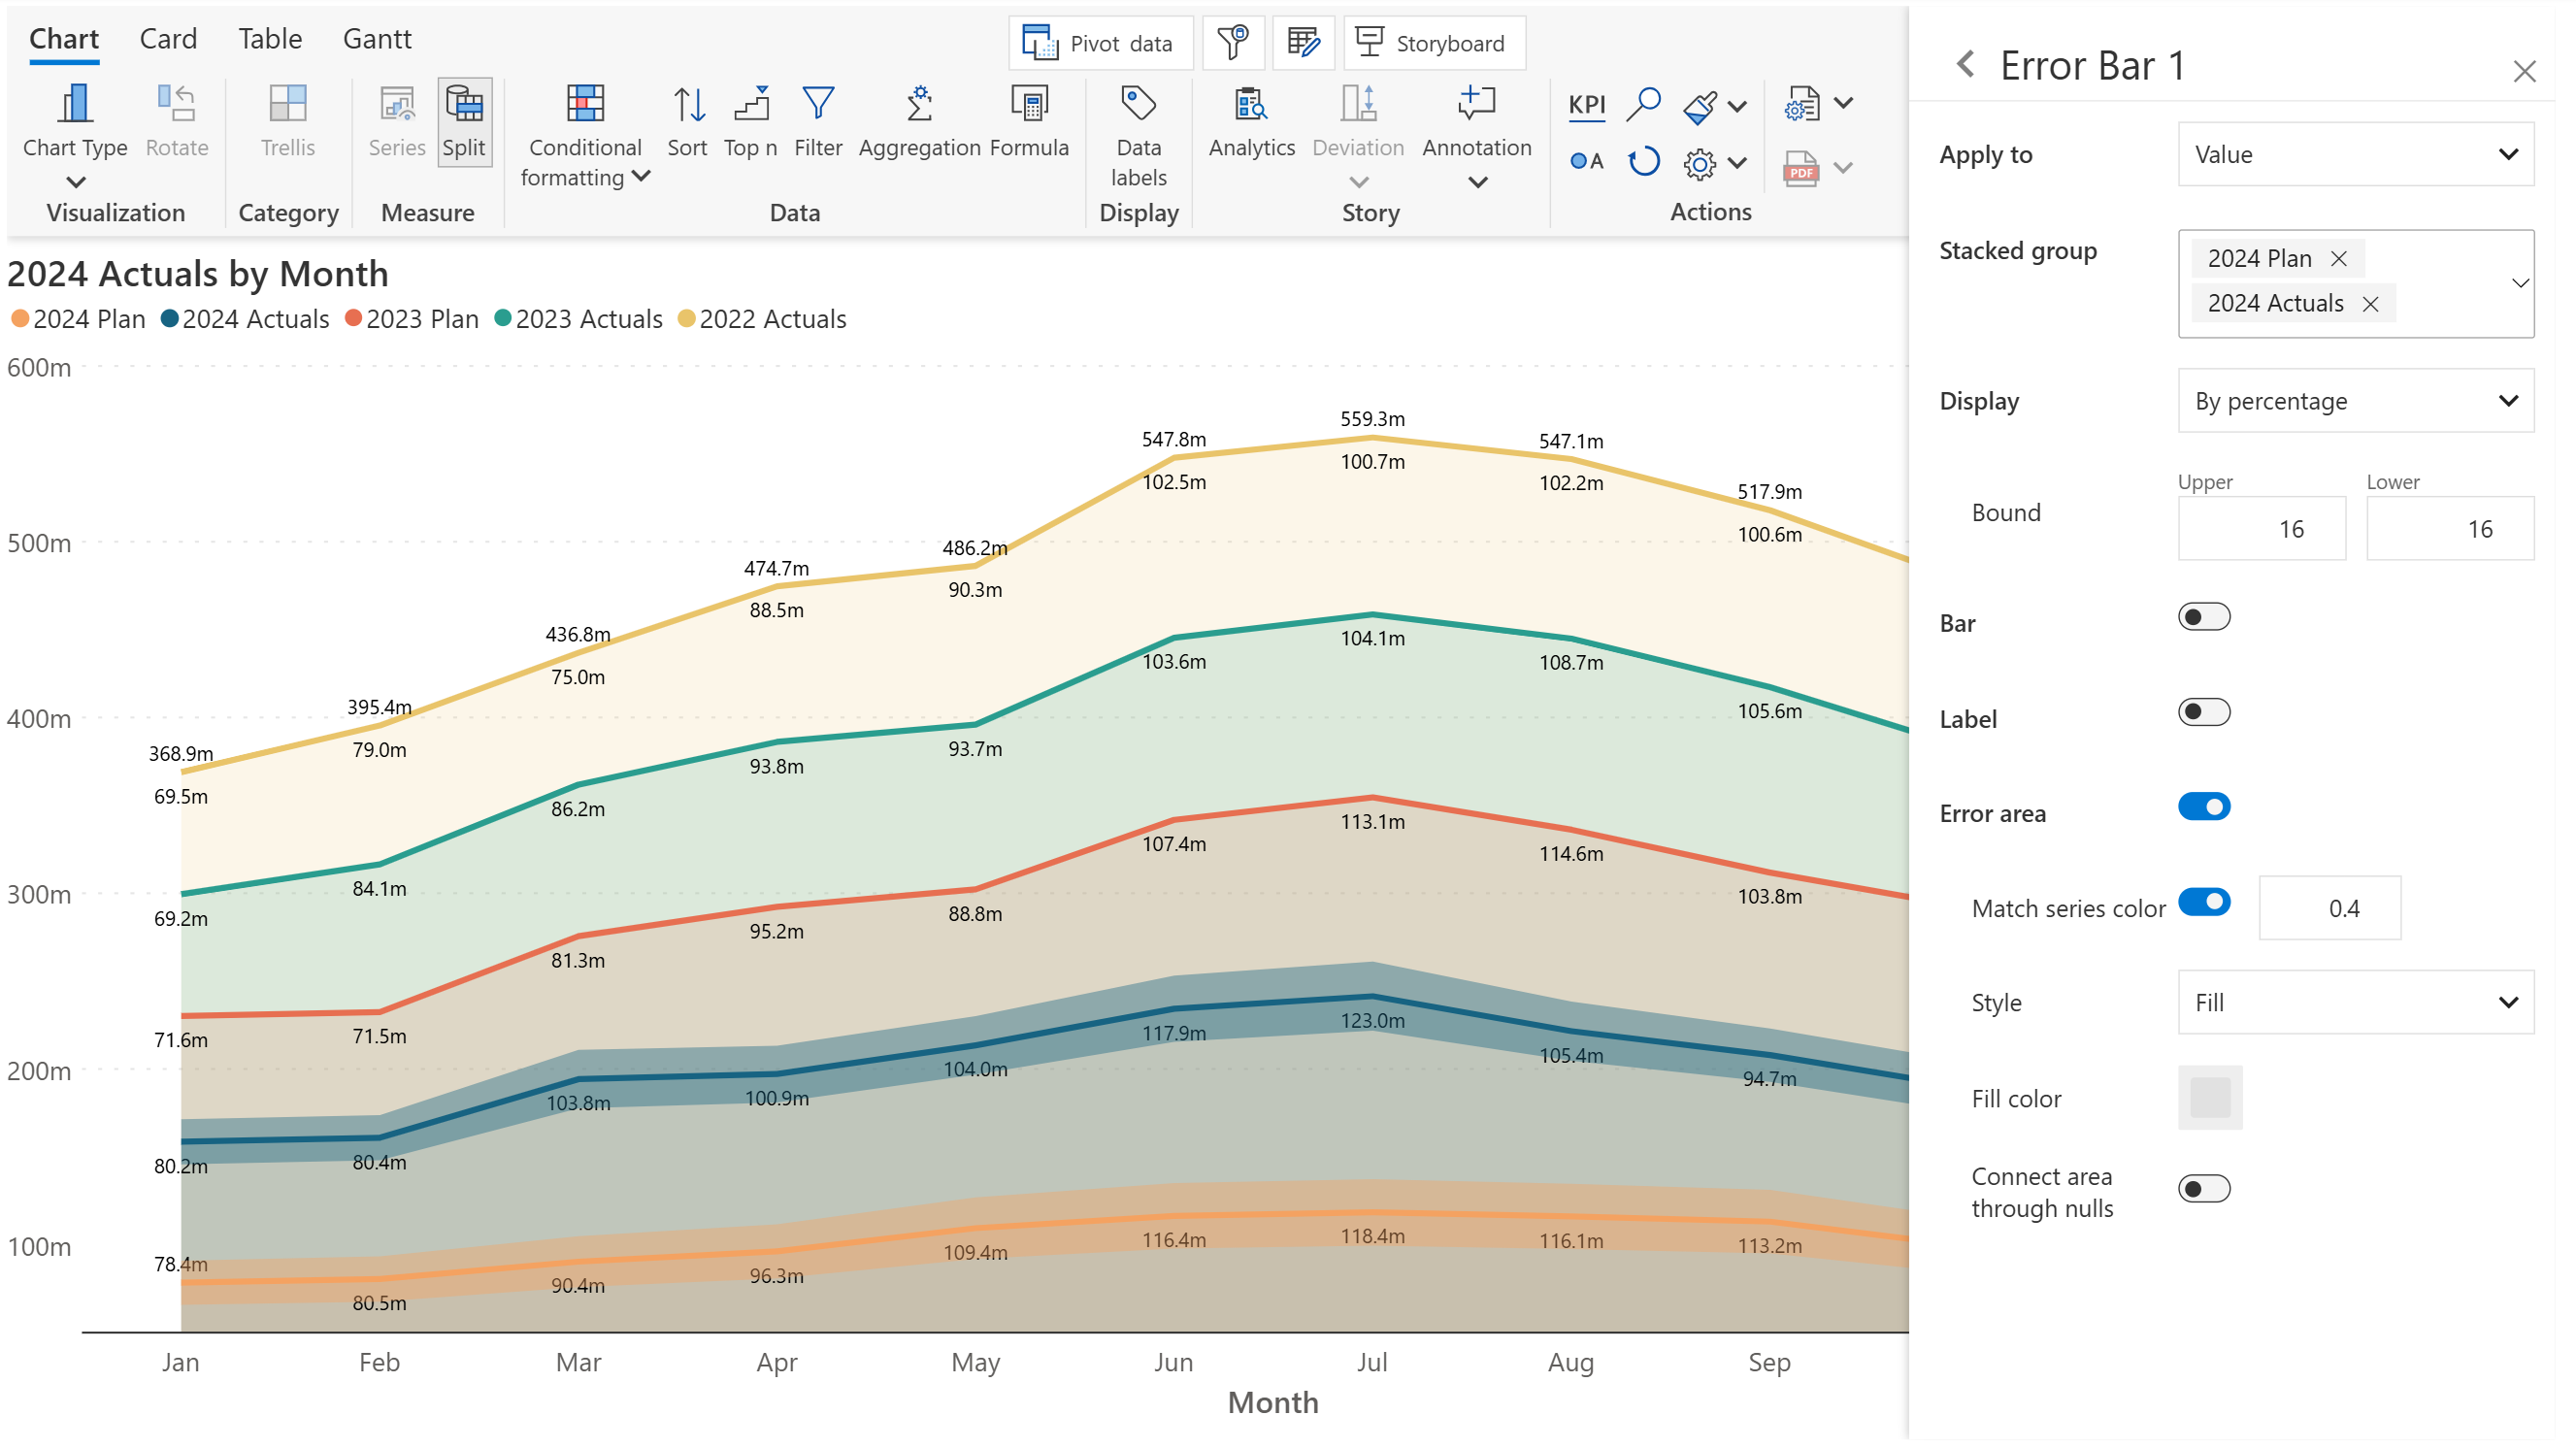 Chart Card Table Gantt
Pivot data Storyboard
Chart Type Rotate Trellis Series Split Conditional formatting Sort Top n Filter Aggregation Formula Data labels Analytics Deviation Annotation KPI A PDF
Visualization Category Measure Data Display Story Actions
2024 Actuals by Month
2024 Plan 2024 Actuals 2023 Plan 2023 Actuals 2022 Actuals
600m
559.3m
547.8m 547.1m
100.7m
102.5m 102.2m
517.9m
500m 486.2m 100.6m
474.7m
90.3m
88.5m
436.8m
104.1m
103.6m 108.7m
75.0m
395.4m 105.6m
400m
368.9m 79.0m 93.8m 93.7m
69.5m 86.2m 113.1m
107.4m 114.6m
300m 84.1m 103.8m
69.2m 95.2m 88.8m
81.3m
71.6m 71.5m 117.9m 123.0m
200m 104.0m 105.4m
103.8m 100.9m 94.7m
80.2m 80.4m
100m 109.4m 116.4m 118.4m 116.1m 113.2m
78.4m 90.4m 96.3m
80.5m
Jan Feb Mar Apr May Jun Jul Aug Sep
Month
Error Bar 1
Apply to Value
Stacked group 2024 Plan
2024 Actuals
Display By percentage
Upper Lower
Bound 16 16
Bar
Label
Error area
Match series color 0.4
Style Fill
Fill color
Connect area
through nulls